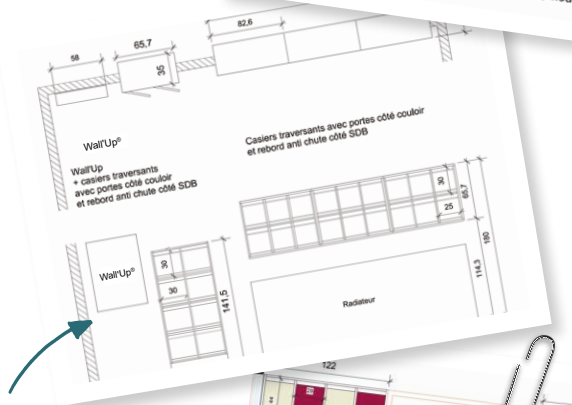 82,6
58
65,7
35
Wall'Up®
Wall'Up
+ casiers traversants
avec portes côté couloir
et rebord anti chute côté SDB
Casiers traversants avec portes côté couloir
et rebord anti chute côté SDB
30
25
65,7
180
114,3
Wall'Up®
30
30
141,5
Radiateur
122